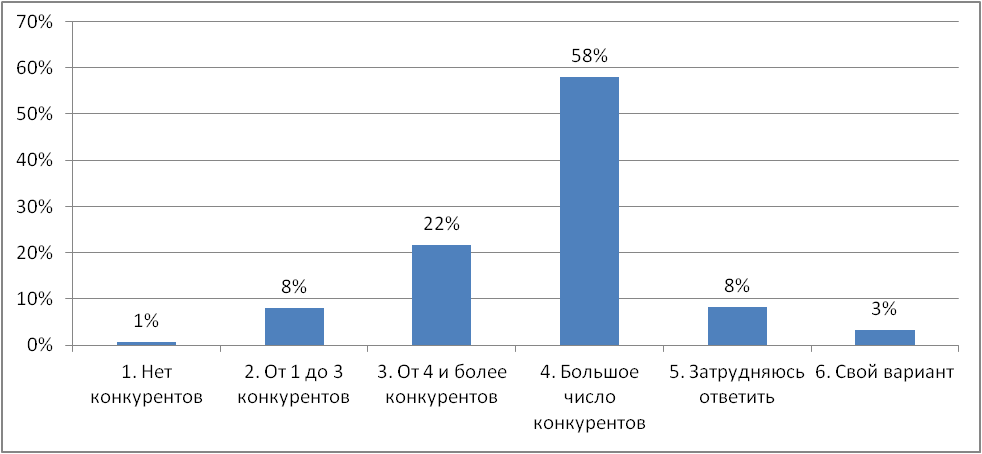 70%
60%
50%
40%
30%
20%
10%
0%
1%
8%
22%
58%
8%
3%
1. Нет
конкурентов
2. От 1 до 3
конкурентов
3. От 4 и более
конкурентов
4. Большое
число
конкурентов
5. Затрудняюсь
ответить
6. Свой вариант